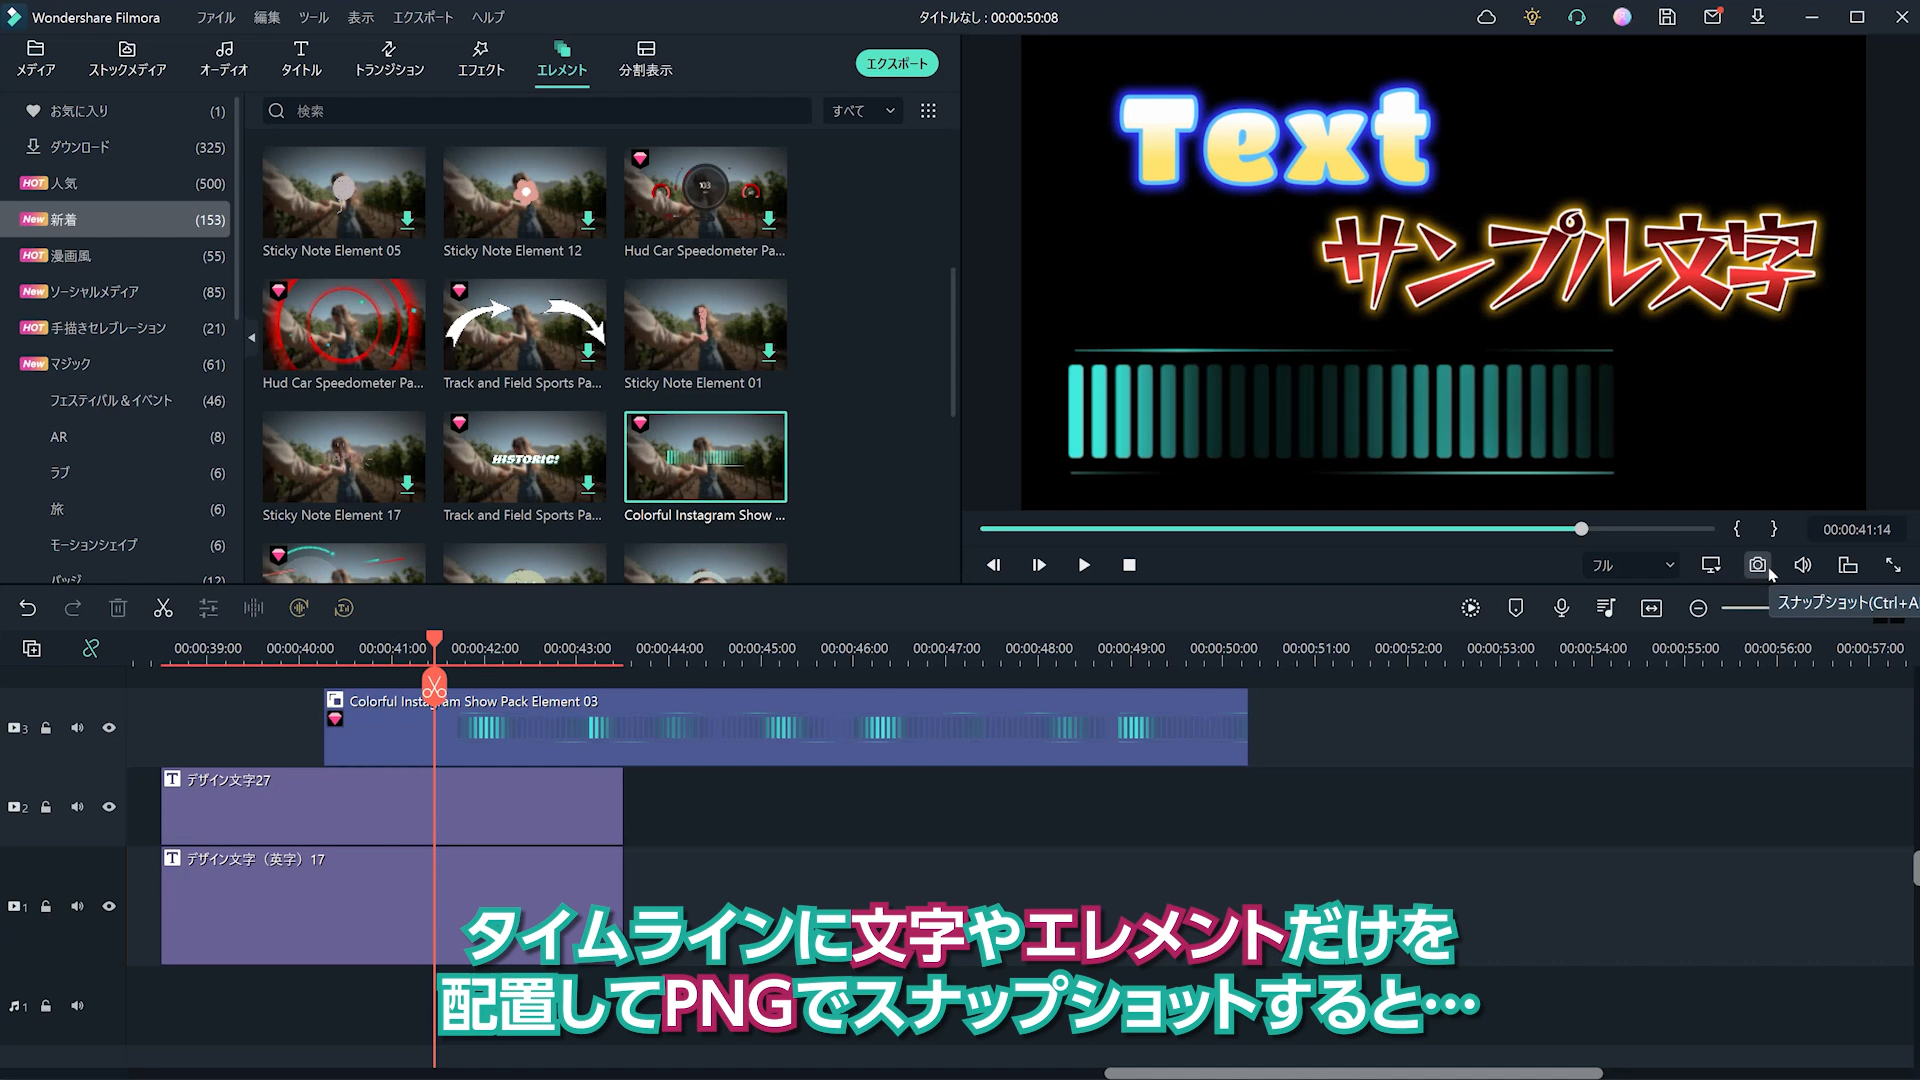 Wondershare Filmora
ファイル 編集 ツール 表示 エクスポート ヘルプ
タイトルなし : 00:00:50:08
メディア ストックメディア オーディオ タイトル トランジション エフェクト エレメント 分割表示
エクスポート
お気に入り (1)
ダウンロード (325)
HOT 人気 (500)
New 新着 (153)
HOT 漫画風 (55)
New ソーシャルメディア (85)
HOT 手描きセレブレーション (21)
New マジック (61)
フェスティバル＆イベント (46)
AR (8)
ラブ (6)
旅 (6)
モーションシェイプ (6)
バッジ (12)
検索
すべて
Sticky Note Element 05
Sticky Note Element 12
103
Hud Car Speedometer Pa...
Hud Car Speedometer Pa...
Track and Field Sports Pa...
Sticky Note Element 01
Sticky Note Element 17
HISTORIC!
Track and Field Sports Pa...
Colorful Instagram Show ...
Text
サンプル文字
{ } 00:00:41:14
フル
スナップショット(Ctrl+Al
00:00:39:00 00:00:40:00 00:00:41:00 00:00:42:00 00:00:43:00 00:00:44:00 00:00:45:00 00:00:46:00 00:00:47:00 00:00:48:00 00:00:49:00 00:00:50:00 00:00:51:00 00:00:52:00 00:00:53:00 00:00:54:00 00:00:55:00 00:00:56:00 00:00:57:00
3
Colorful Instagram Show Pack Element 03
2
T デザイン文字27
1
T デザイン文字（英字）17
1
タイムラインに文字やエレメントだけを
配置してPNGでスナップショットすると…